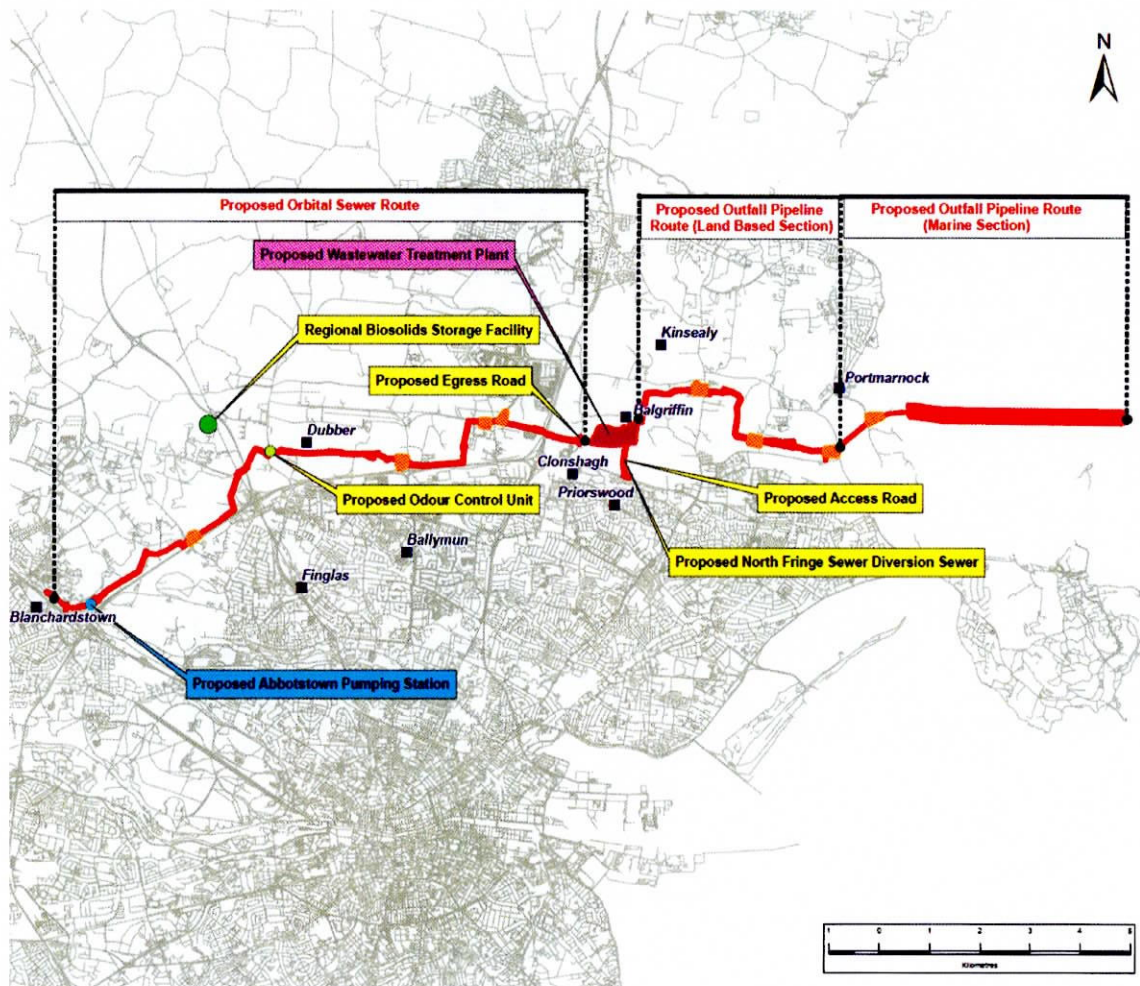 N
Proposed Orbital Sewer Route
Proposed Outfall Pipeline
Route (Land Based Section)
Proposed Outfall Pipeline Route
(Marine Section)
Proposed Wastewater Treatment Plant
Regional Biosolids Storage Facility
Kinsealy
Proposed Egress Road
Portmarnock
Balgriffin
Dubber
Clonshagh
Proposed Odour Control Unit
Priorswood
Proposed Access Road
Ballymun
Proposed North Fringe Sewer Diversion Sewer
Finglas
Blanchardstown
Proposed Abbotstown Pumping Station
1 0 1 2 3 4 5
Kilometres